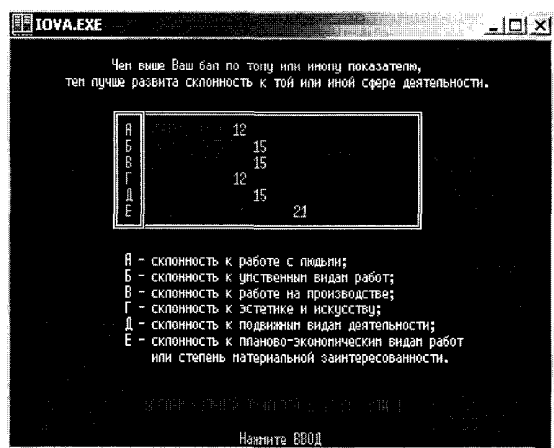 IOVA.EXE
Чем выше Ваш бал по тому или иному показателю,
тем лучше развита склонность к той или иной сфере деятельности.
А 12
Б 15
В 15
Г 12
Д 15
Е 21
А - склонность к работе с людьми;
Б - склонность к умственным видам работ;
В - склонность к работе на производстве;
Г - склонность к эстетике и искусству;
Д - склонность к подвижным видам деятельности;
Е - склонность к планово-экономическим видам работ
или степень материальной заинтересованности.
Нажмите ВВОД